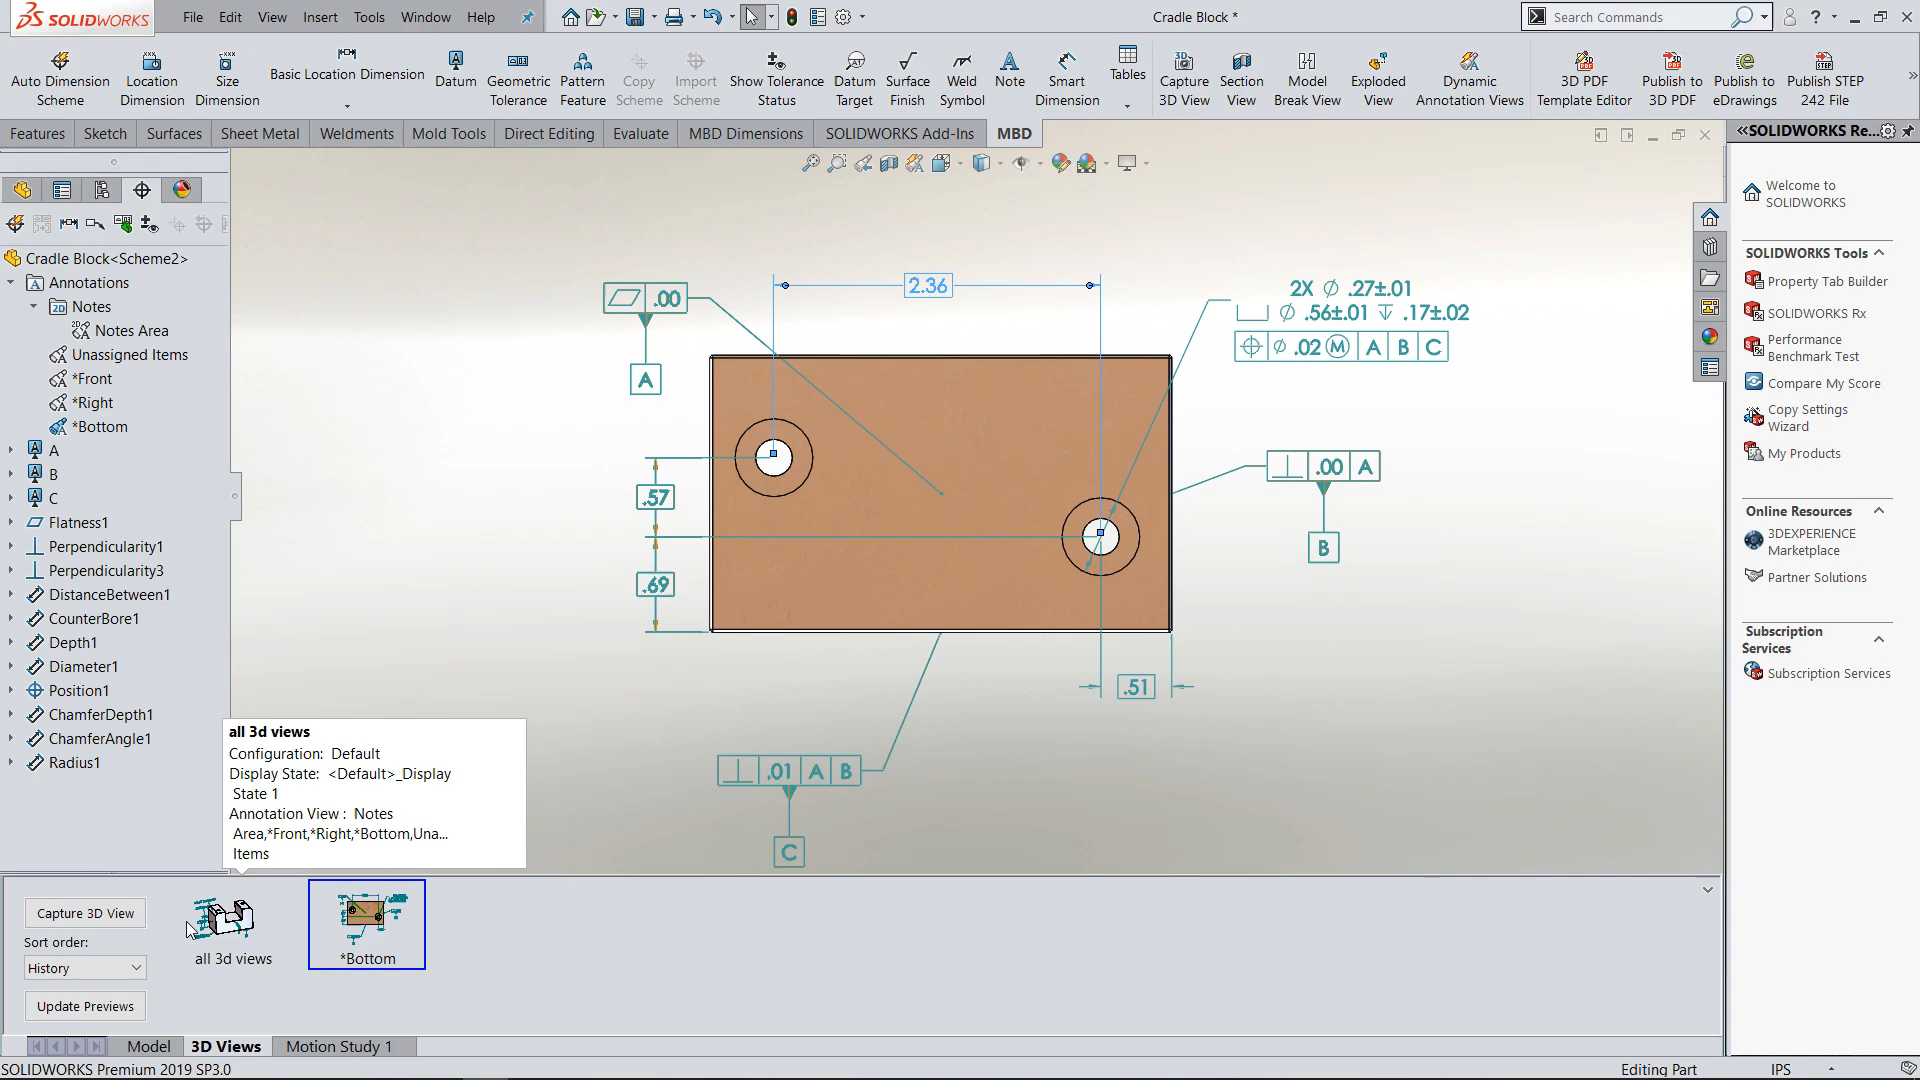 SOLIDWORKS
File Edit View Insert Tools Window Help
Cradle Block *
Search Commands
Auto Dimension Scheme
Location Dimension
Size Dimension
Basic Location Dimension
Datum
Geometric Tolerance
Pattern Feature
Copy Scheme
Import Scheme
Show Tolerance Status
Datum Target
Surface Finish
Weld Symbol
Note
Smart Dimension
Tables
Capture 3D View
Section View
Model Break View
Exploded View
Dynamic Annotation Views
3D PDF Template Editor
Publish to 3D PDF
Publish to eDrawings
Publish STEP 242 File
Features Sketch Surfaces Sheet Metal Weldments Mold Tools Direct Editing Evaluate MBD Dimensions SOLIDWORKS Add-Ins MBD
Cradle Block<Scheme2>
Annotations
Notes
Notes Area
Unassigned Items
*Front
*Right
*Bottom
A
B
C
Flatness1
Perpendicularity1
Perpendicularity3
DistanceBetween1
CounterBore1
Depth1
Diameter1
Position1
ChamferDepth1
ChamferAngle1
Radius1
2.36
.00
A
2X ⌀ .27±.01
⌴ ⌀ .56±.01 ↧ .17±.02
⌖ ⌀ .02 Ⓜ A B C
.57
⊥ .00 A
B
.69
.51
⊥ .01 A B
C
all 3d views
Configuration: Default
Display State: <Default>_Display
State 1
Annotation View : Notes
Area,*Front,*Right,*Bottom,Una...
Items
Capture 3D View
Sort order:
History
Update Previews
all 3d views
*Bottom
Model 3D Views Motion Study 1
SOLIDWORKS Premium 2019 SP3.0
Editing Part
IPS
SOLIDWORKS Re...
Welcome to
SOLIDWORKS
SOLIDWORKS Tools
Property Tab Builder
SOLIDWORKS Rx
Performance
Benchmark Test
Compare My Score
Copy Settings
Wizard
My Products
Online Resources
3DEXPERIENCE
Marketplace
Partner Solutions
Subscription
Services
Subscription Services